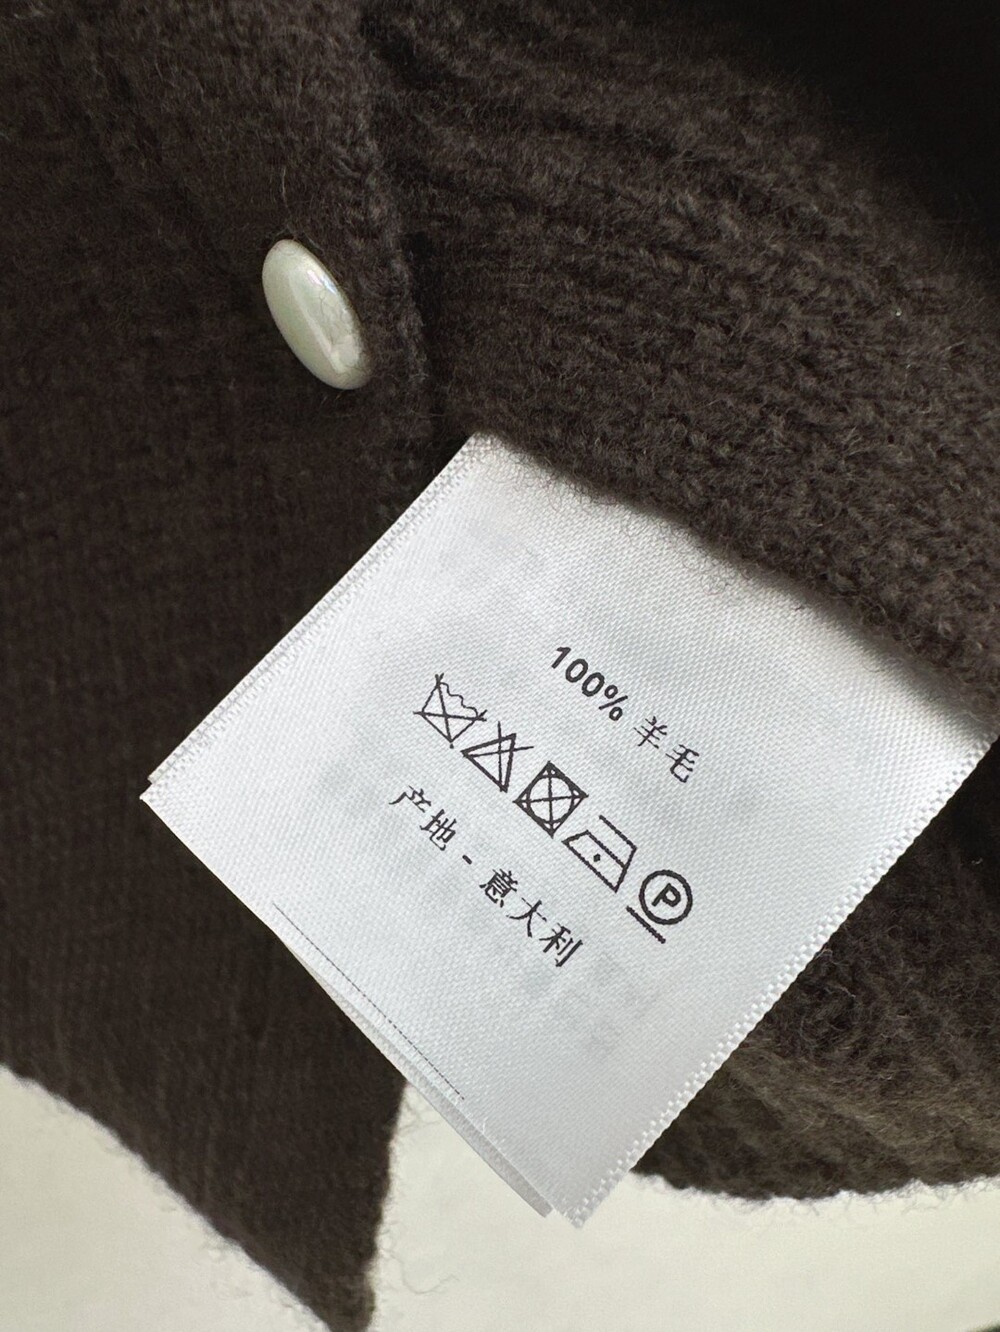 100% 羊毛
P
产地 - 意大利